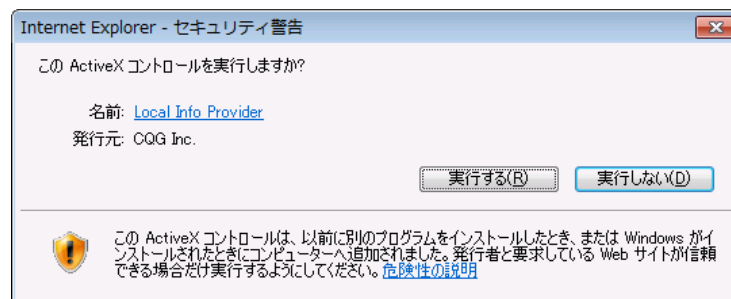 Internet Explorer - セキュリティ警告
この ActiveX コントロールを実行しますか?
名前: Local Info Provider
発行元: CQG Inc.
実行する(R) 実行しない(D)
この ActiveX コントロールは、以前に別のプログラムをインストールしたとき、または Windows がイ
ンストールされたときにコンピューターへ追加されました。発行者と要求している Web サイトが信頼
できる場合だけ実行するようにしてください。危険性の説明